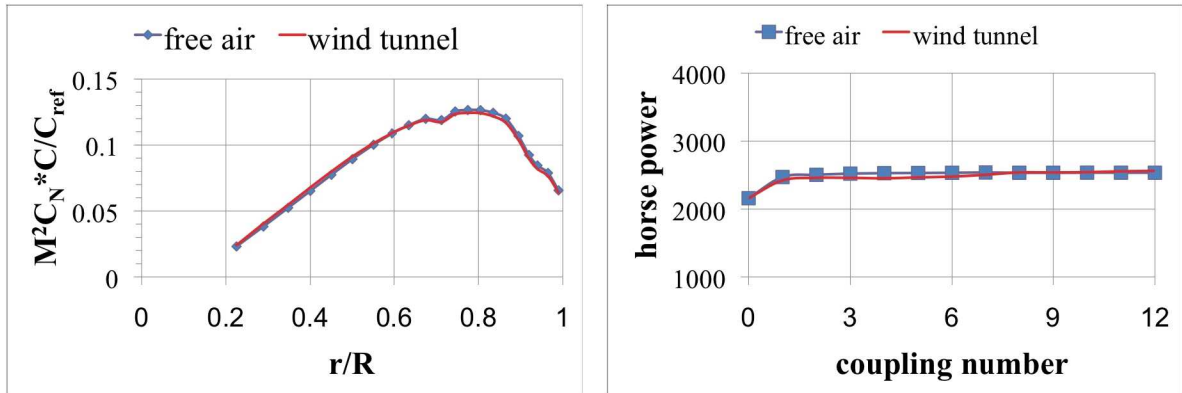 free air wind tunnel
M²C_N*C/C_ref
0.15
0.1
0.05
0
0 0.2 0.4 0.6 0.8 1
r/R
free air wind tunnel
horse power
4000
3000
2000
1000
0 3 6 9 12
coupling number